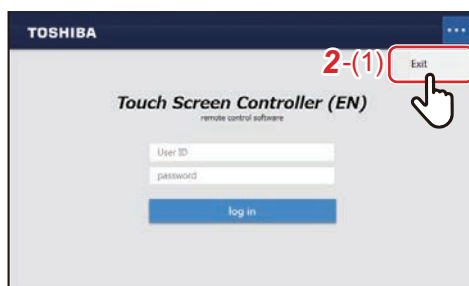 TOSHIBA
...
2-(1)
Exit
Touch Screen Controller (EN)
remote control software
User ID
password
log in